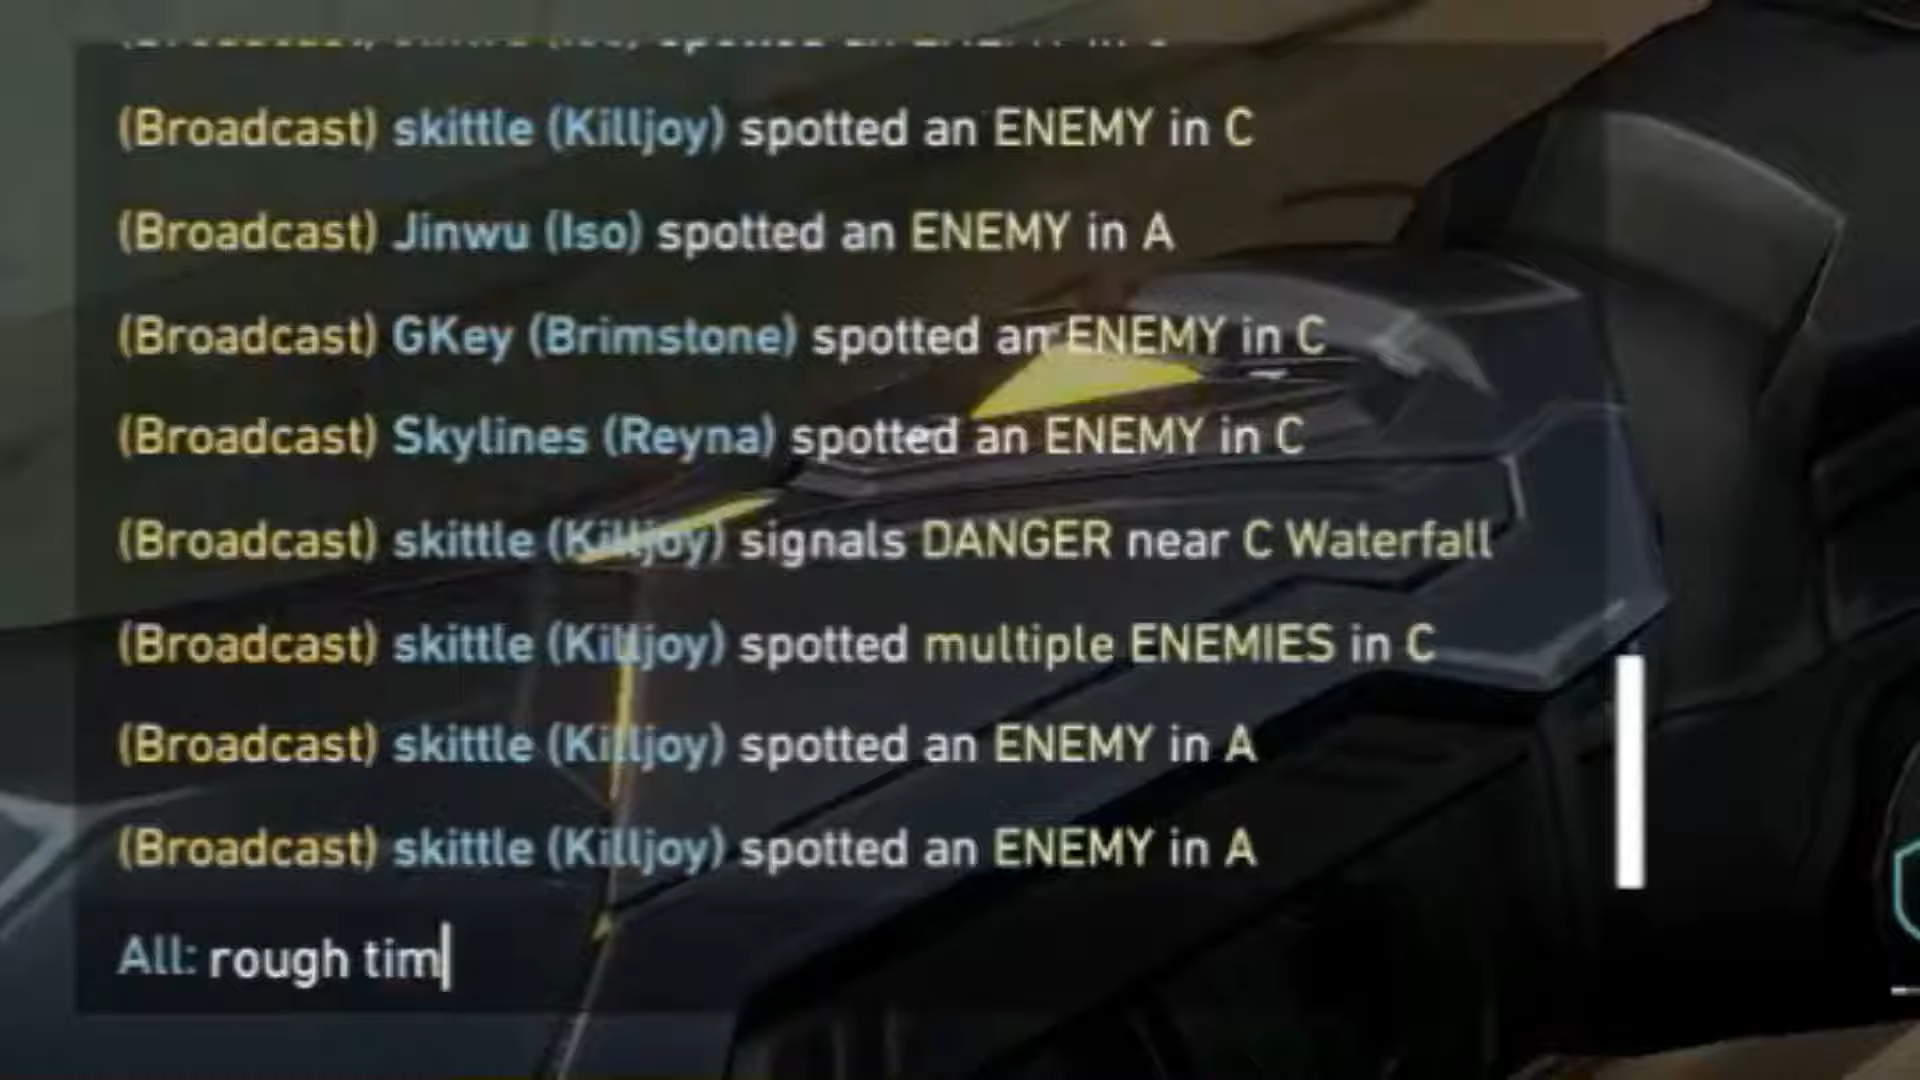 (Broadcast) skittle (Killjoy) spotted an ENEMY in C
(Broadcast) Jinwu (Iso) spotted an ENEMY in A
(Broadcast) GKey (Brimstone) spotted an ENEMY in C
(Broadcast) Skylines (Reyna) spotted an ENEMY in C
(Broadcast) skittle (Killjoy) signals DANGER near C Waterfall
(Broadcast) skittle (Killjoy) spotted multiple ENEMIES in C
(Broadcast) skittle (Killjoy) spotted an ENEMY in A
(Broadcast) skittle (Killjoy) spotted an ENEMY in A
All: rough tim